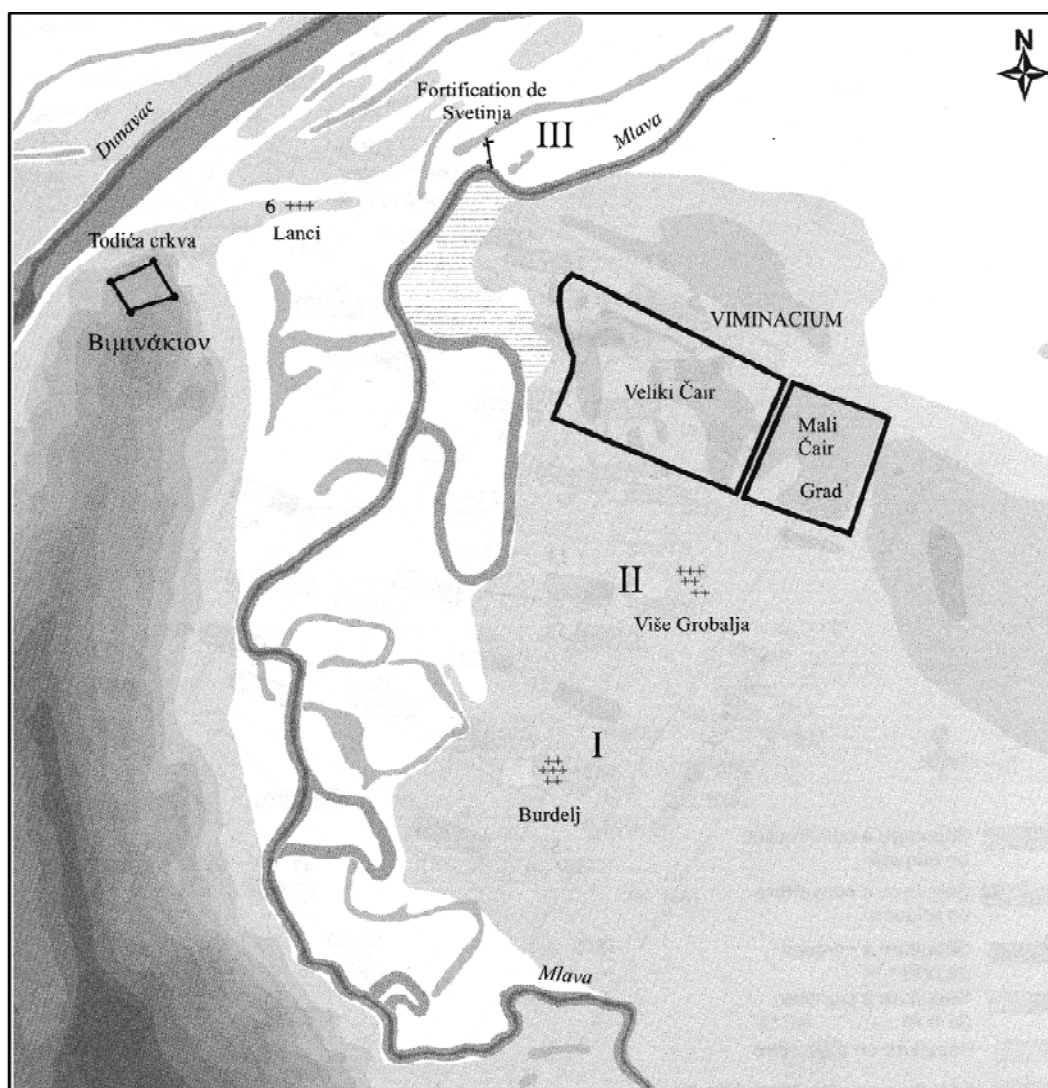 N
Fortification de
Svetinja
III
Mlava
Dunavac
6 +++
Lanci
Todića crkva
Βιμινάκιον
VIMINACIUM
Veliki Čair
Mali
Čair
Grad
II
Više Grobalja
I
Burdelj
Mlava